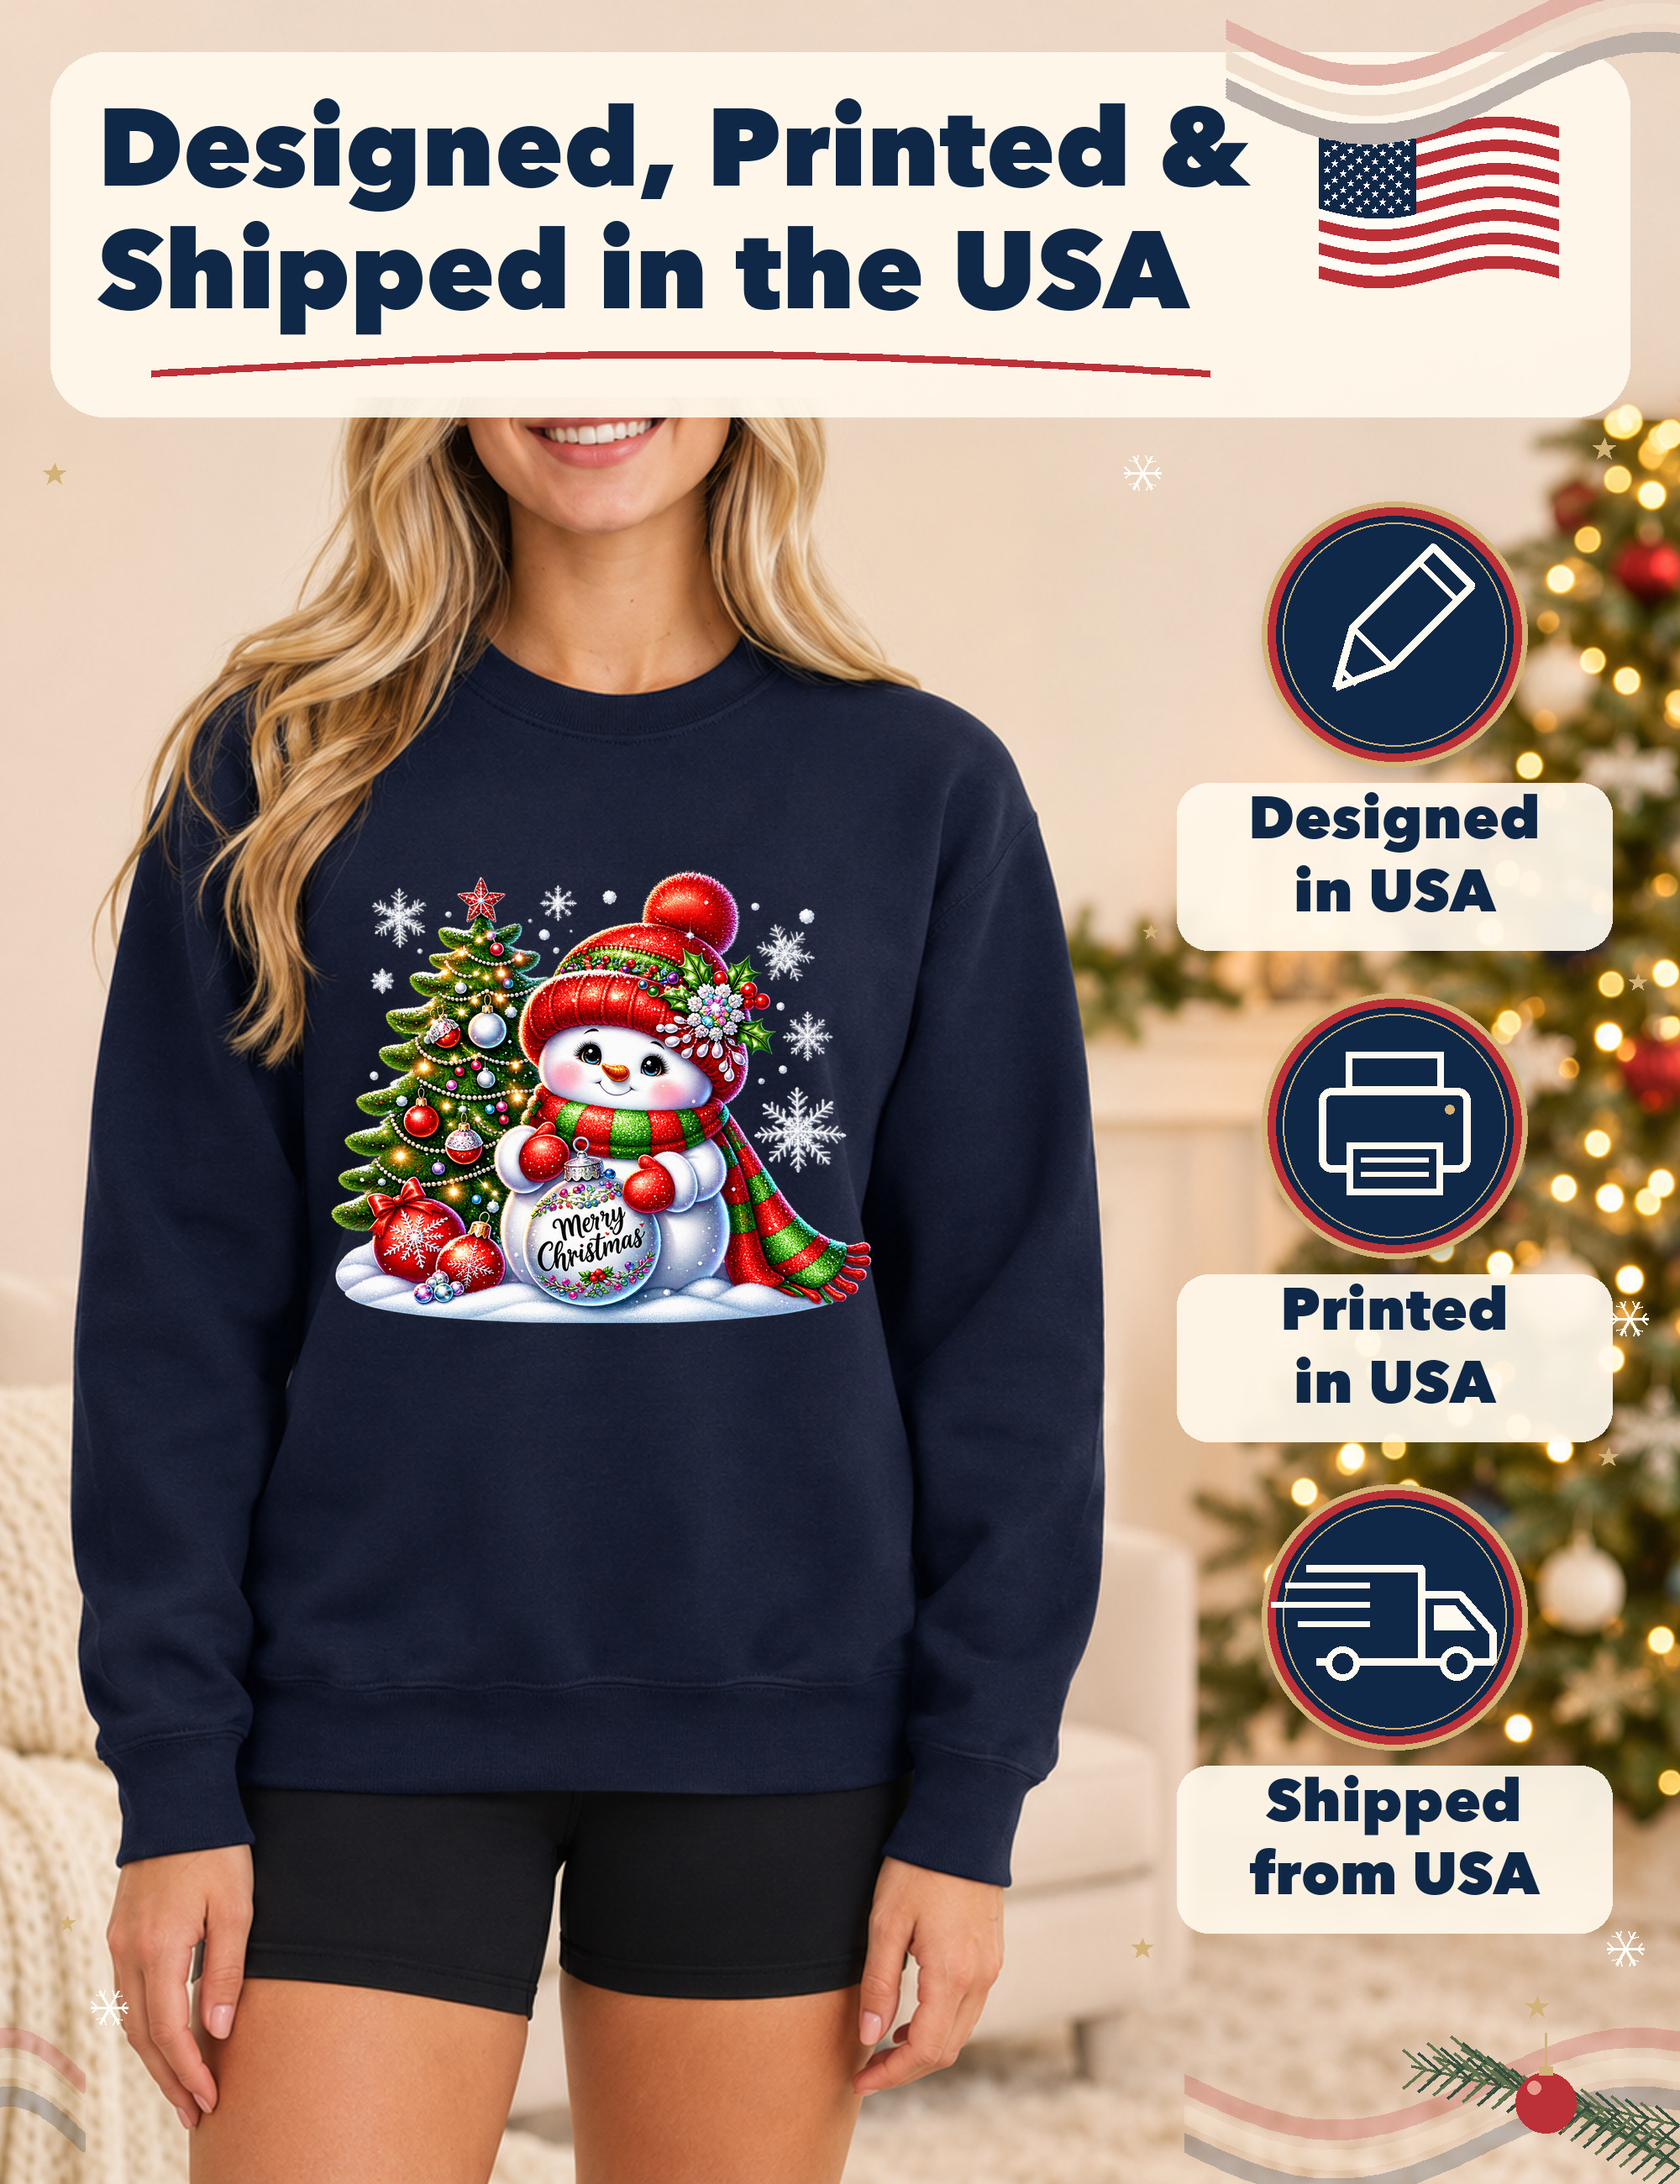 Designed, Printed &
Shipped in the USA
Designed
in USA
Merry
Christmas
Printed
in USA
Shipped
from USA